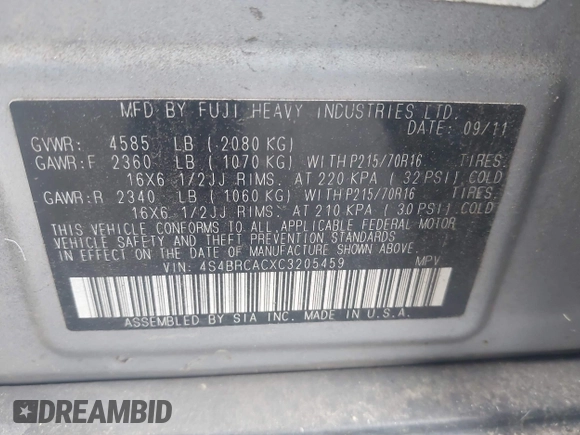 MFD BY FUJI HEAVY INDUSTRIES LTD.
DATE: 09/11
GVWR: 4585 LB (2080 KG)
GAWR:F 2360 LB (1070 KG) WITH P215/70R16 TIRES.
16X6 1/2JJ RIMS. AT 220 KPA (32 PSI) COLD
GAWR:R 2340 LB (1060 KG) WITH P215/70R16 TIRES.
16X6 1/2JJ RIMS. AT 210 KPA (30 PSI) COLD
THIS VEHICLE CONFORMS TO ALL APPLICABLE FEDERAL MOTOR
VEHICLE SAFETY AND THEFT PREVENTION STANDARDS
IN EFFECT ON THE DATE OF MANUFACTURE SHOWN ABOVE.
VIN: 4S4BRCACXC3205459 MPV
ASSEMBLED BY SIA INC. MADE IN U.S.A.
DREAMBID